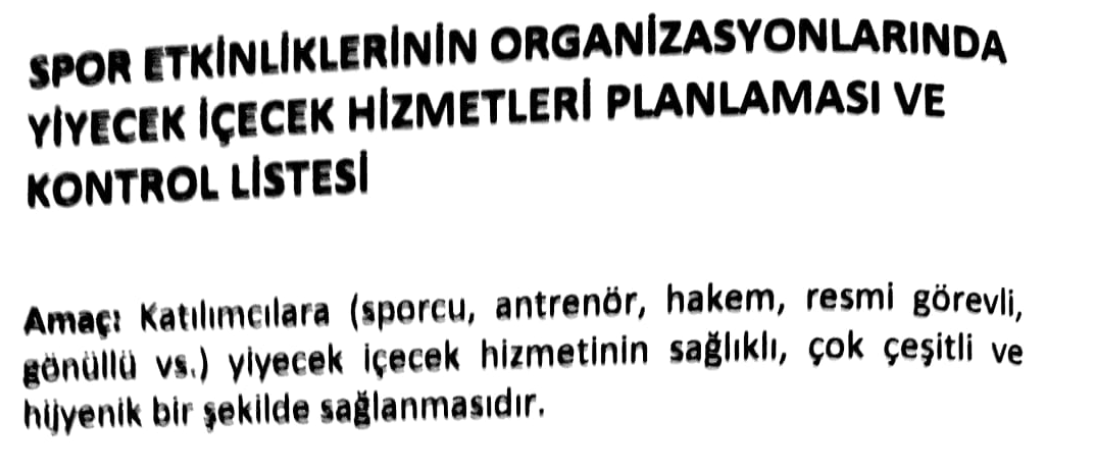 SPOR ETKİNLİKLERİNİN ORGANİZASYONLARINDA
YİYECEK İÇECEK HİZMETLERİ PLANLAMASI VE
KONTROL LİSTESİ
Amaç: Katılımcılara (sporcu, antrenör, hakem, resmi görevli,
gönüllü vs.) yiyecek içecek hizmetinin sağlıklı, çok çeşitli ve
hijyenik bir şekilde sağlanmasıdır.